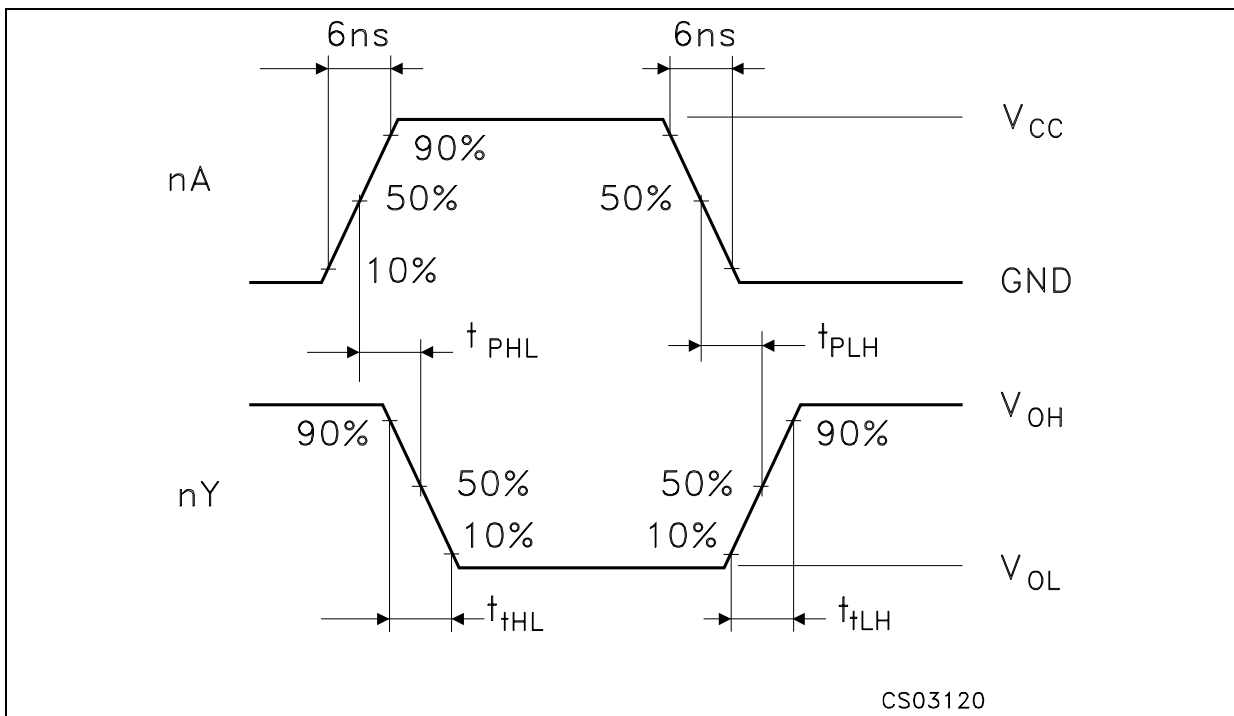 6ns 6ns
V CC
90%
nA
50% 50%
10%
GND
t PHL t PLH
V OH
90% 90%
50% 50%
nY
10% 10%
V OL
t tHL t tLH
CS03120